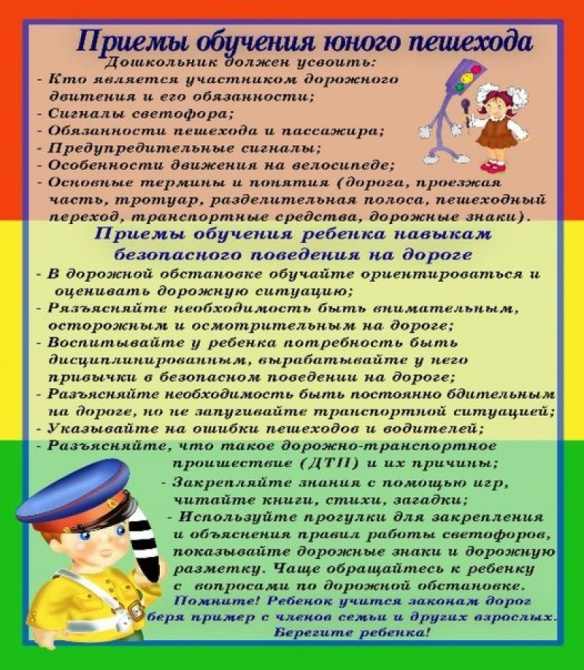 Приемы обучения юного пешехода
Дошкольник должен усвоить:
- Кто является участником дорожного
двитения и его обязанности;
- Сигналы светофора;
- Обязанности пешехода и пассажира;
- Предупредительные сигналы;
- Особенности движения на велосипеде;
- Основные термины и понятия (дорога, проезжая
часть, тротуар, разделительная полоса, пешеходный
переход, транспортные средства, дорожные знаки).
Приемы обучения ребенка навыкам
безопасного поведения на дороге
- В дорожной обстановке обучайте ориентироваться и
оценивать дорожную ситуацию;
- Рязъясняйте необходимость быть внимательным,
осторожным и осмотрительным на дороге;
- Воспитывайте у ребенка потребность быть
дисциплинированным, вырабатывайте у него
привычки в безопасном поведении на дороге;
- Разъясняйте необходимость быть постоянно бдительным
на дороге, но не запугивайте транспортной ситуацией;
- Указывайте на ошибки пешеходов и водителей;
- Разъясняйте, что такое дорожно-транспортное
проишествие (ДТП) и их причины;
- Закрепляйте знания с помощью игр,
читайте книги, стихи, загадки;
- Используйте прогулки для закрепления
и объяснения правил работы светофоров,
показывайте дорожные знаки и дорожную
разметку. Чаще обращайтесь к ребенку
с вопросами по дорожной обстановке.
Помните! Ребенок учится законам дорог
беря пример с членов семьи и других взрослых.
Берегите ребенка!